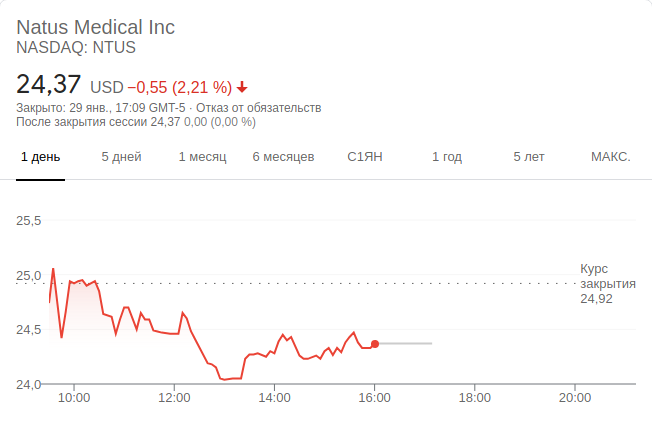 Natus Medical Inc
NASDAQ: NTUS
24,37 USD −0,55 (2,21 %)
Закрыто: 29 янв., 17:09 GMT-5 · Отказ от обязательств
После закрытия сессии 24,37 0,00 (0,00 %)
1 день 5 дней 1 месяц 6 месяцев С1ЯН 1 год 5 лет МАКС.
25,5
25,0
24,5
24,0
Курс
закрытия
24,92
10:00 12:00 14:00 16:00 18:00 20:00